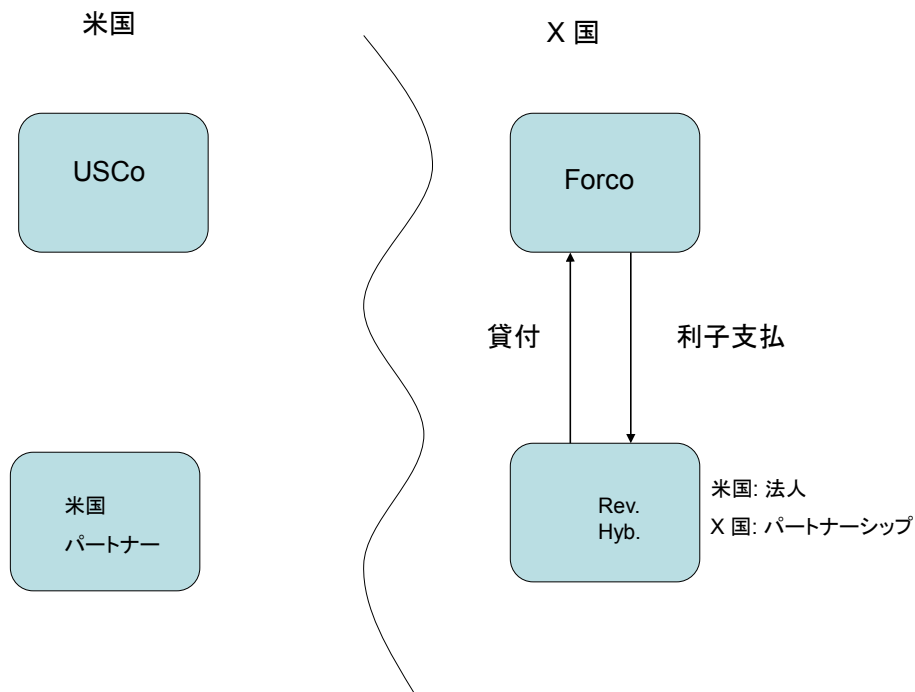 米国
X 国
USCo
Forco
貸付
利子支払
米国
パートナー
Rev.
Hyb.
米国: 法人
X 国: パートナーシップ